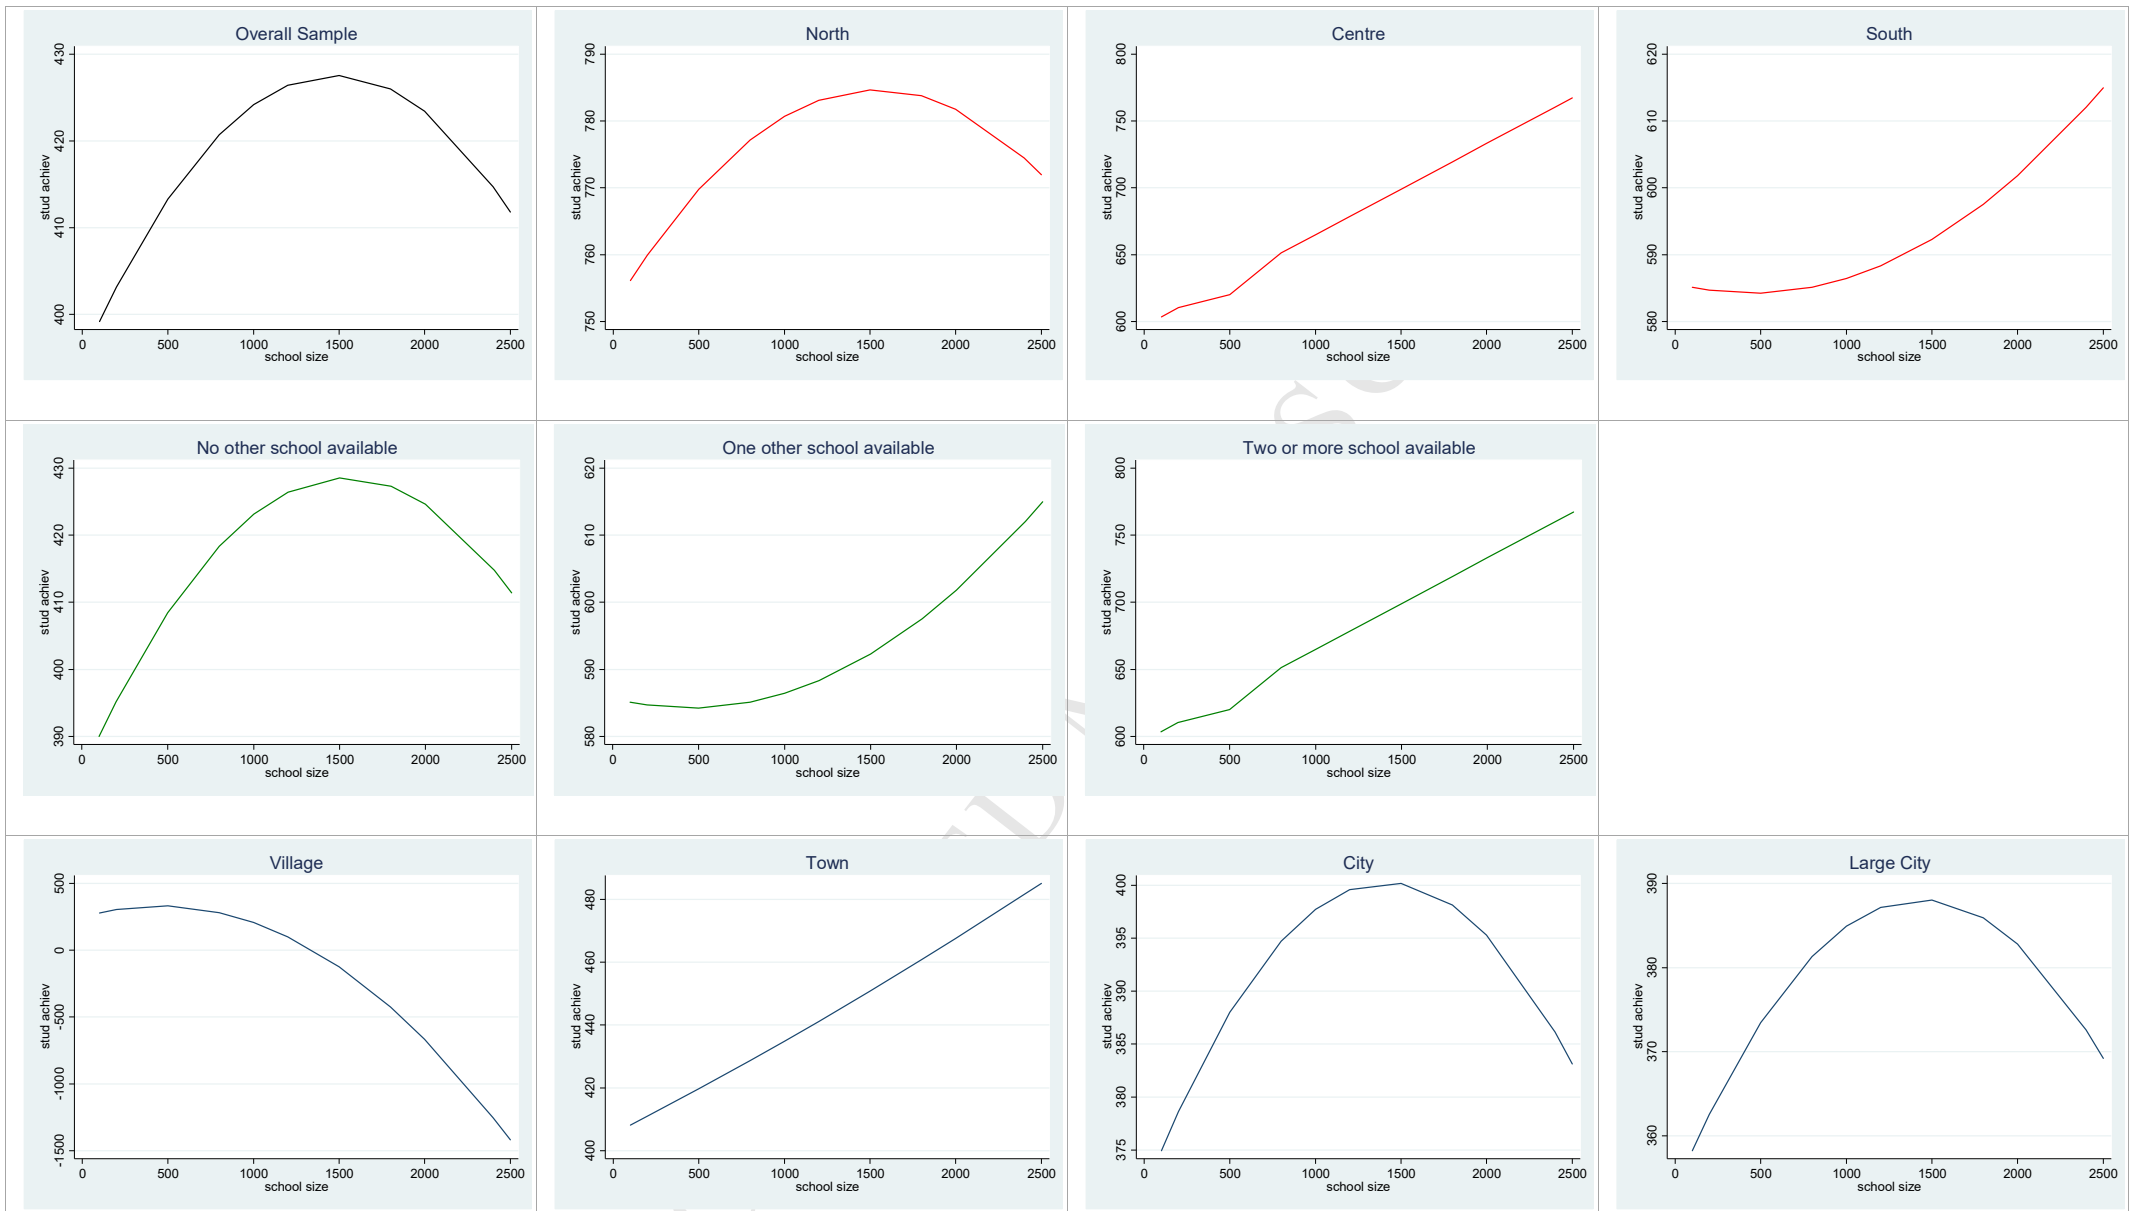 Overall Sample
430
420
410
400
stud achiev
0 500 1000 1500 2000 2500
school size
North
790
780
770
760
750
stud achiev
0 500 1000 1500 2000 2500
school size
Centre
800
750
700
650
600
stud achiev
0 500 1000 1500 2000 2500
school size
South
620
610
600
590
580
stud achiev
0 500 1000 1500 2000 2500
school size
No other school available
430
420
410
400
390
stud achiev
0 500 1000 1500 2000 2500
school size
One other school available
620
610
600
590
580
stud achiev
0 500 1000 1500 2000 2500
school size
Two or more school available
800
750
700
650
600
stud achiev
0 500 1000 1500 2000 2500
school size
Village
500
0
-500
-1000
-1500
stud achiev
0 500 1000 1500 2000 2500
school size
Town
480
460
440
420
400
stud achiev
0 500 1000 1500 2000 2500
school size
City
400
395
390
385
380
375
stud achiev
0 500 1000 1500 2000 2500
school size
Large City
390
380
370
360
stud achiev
0 500 1000 1500 2000 2500
school size